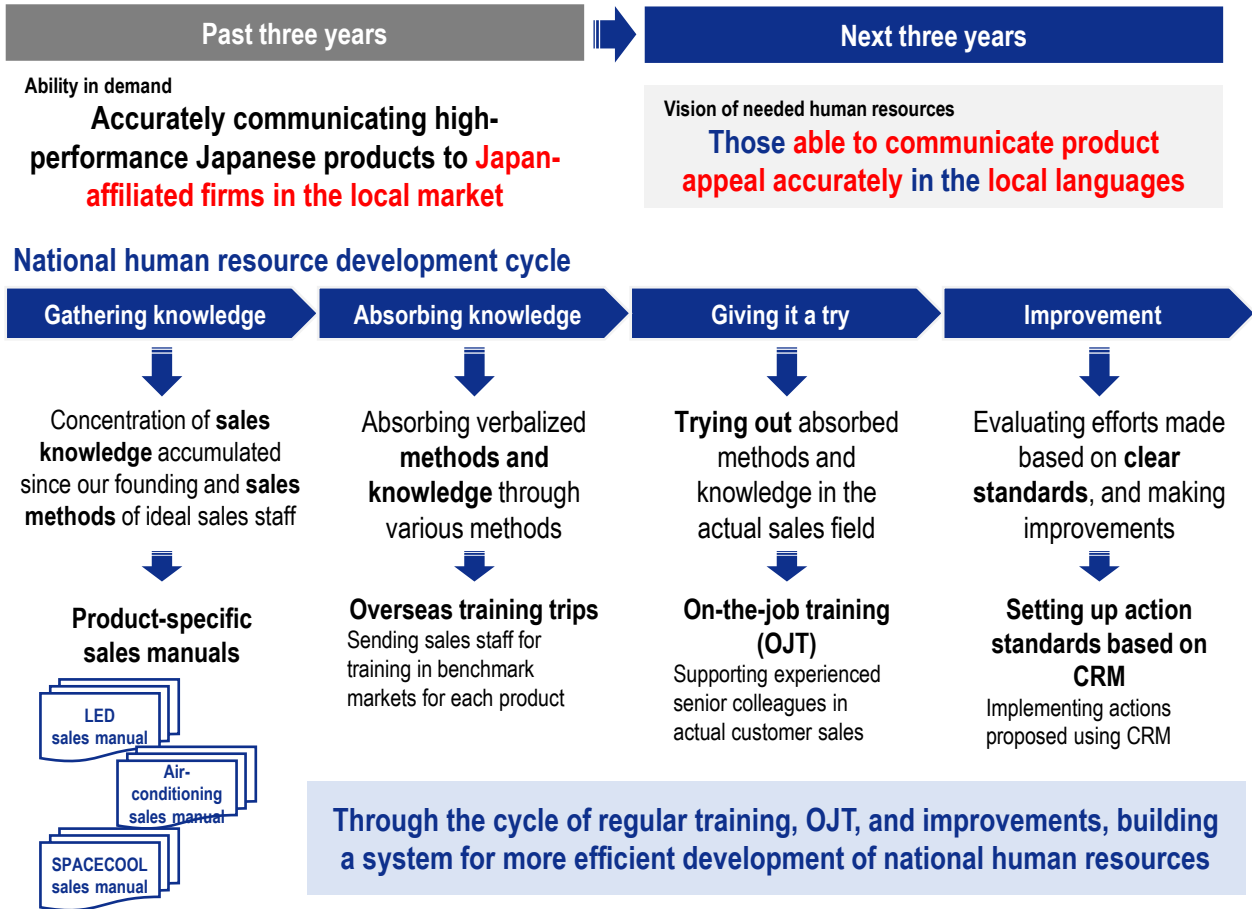 Past three years
Next three years
Ability in demand
Accurately communicating high-
performance Japanese products to Japan-
affiliated firms in the local market
Vision of needed human resources
Those able to communicate product
appeal accurately in the local languages
National human resource development cycle
Gathering knowledge
Absorbing knowledge
Giving it a try
Improvement
Concentration of sales
knowledge accumulated
since our founding and sales
methods of ideal sales staff
Absorbing verbalized
methods and
knowledge through
various methods
Trying out absorbed
methods and
knowledge in the
actual sales field
Evaluating efforts made
based on clear
standards, and making
improvements
Product-specific
sales manuals
LED
sales manual
Air-
conditioning
sales manual
SPACECOOL
sales manual
Overseas training trips
Sending sales staff for
training in benchmark
markets for each product
On-the-job training
(OJT)
Supporting experienced
senior colleagues in
actual customer sales
Setting up action
standards based on
CRM
Implementing actions
proposed using CRM
Through the cycle of regular training, OJT, and improvements, building
a system for more efficient development of national human resources